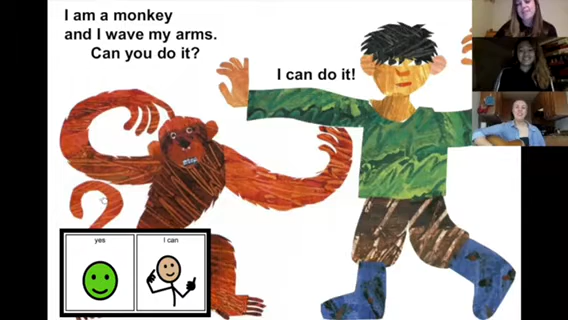 I am a monkey
and I wave my arms.
Can you do it?
I can do it!
yes
I can